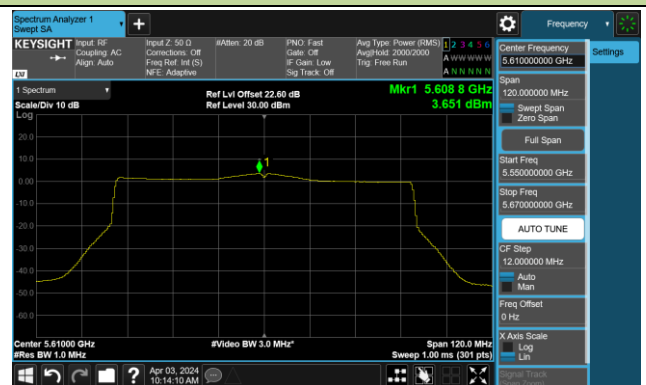 Spectrum Analyzer 1
Swept SA
+
Frequency
KEYSIGHT
Input: RF
Coupling: AC
Align: Auto
Input Z: 50 Ω
Corrections: Off
Freq Ref: Int (S)
NFE: Adaptive
#Atten: 20 dB
PNO: Fast
Gate: Off
IF Gain: Low
Sig Track: Off
Avg Type: Power (RMS)
Avg|Hold: 2000/2000
Trig: Free Run
1 2 3 4 5 6
A W W W W W
A N N N N N
LXI
1 Spectrum
Scale/Div 10 dB
Log
Ref Lvl Offset 22.60 dB
Ref Level 30.00 dBm
Mkr1 5.608 8 GHz
3.651 dBm
20.0
10.0
0.00
-10.0
-20.0
-30.0
-40.0
-50.0
-60.0
1
Center 5.61000 GHz
#Res BW 1.0 MHz
#Video BW 3.0 MHz*
Span 120.0 MHz
Sweep 1.00 ms (301 pts)
Center Frequency
5.610000000 GHz
Settings
Span
120.000000 MHz
Swept Span
Zero Span
Full Span
Start Freq
5.550000000 GHz
Stop Freq
5.670000000 GHz
AUTO TUNE
CF Step
12.000000 MHz
Auto
Man
Freq Offset
0 Hz
X Axis Scale
Log
Lin
Signal Track
?
Apr 03, 2024
10:14:10 AM